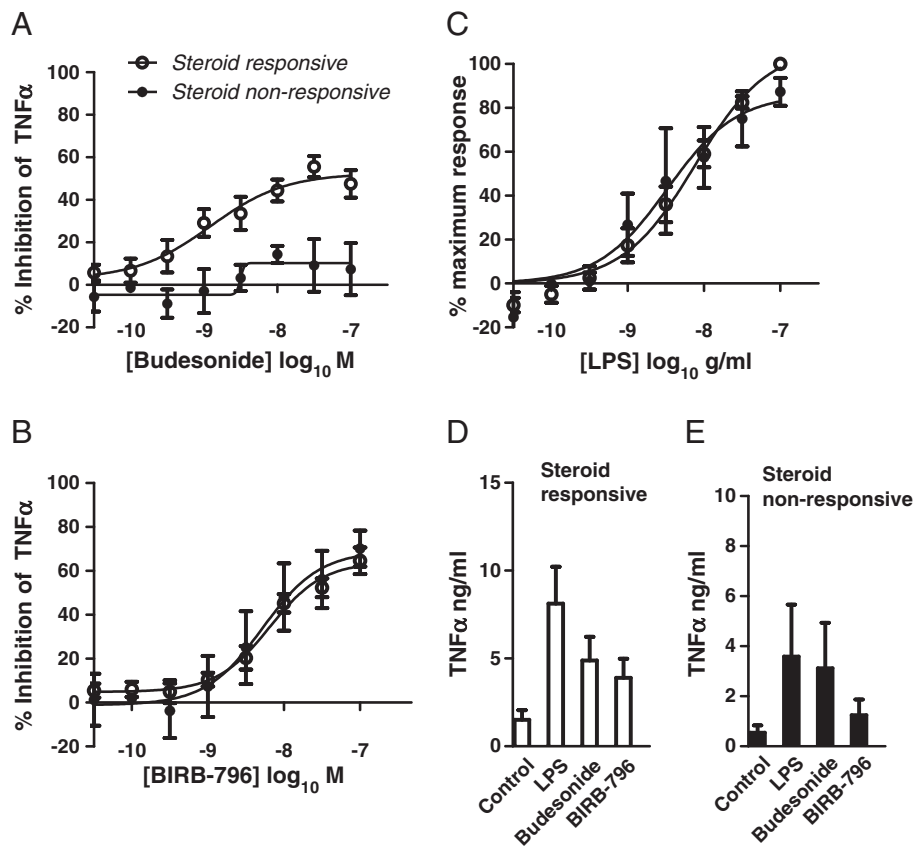 A
Steroid responsive
Steroid non-responsive
% Inhibition of TNFα
100
80
60
40
20
0
-20
-10
-9
-8
-7
[Budesonide] log10 M
B
% Inhibition of TNFα
100
80
60
40
20
0
-20
-10
-9
-8
-7
[BIRB-796] log10 M
C
% maximum response
100
80
60
40
20
0
-20
-10
-9
-8
-7
[LPS] log10 g/ml
D
Steroid
responsive
TNFα ng/ml
15
10
5
0
Control
LPS
Budesonide
BIRB-796
E
Steroid
non-responsive
TNFα ng/ml
10
8
6
4
2
0
Control
LPS
Budesonide
BIRB-796